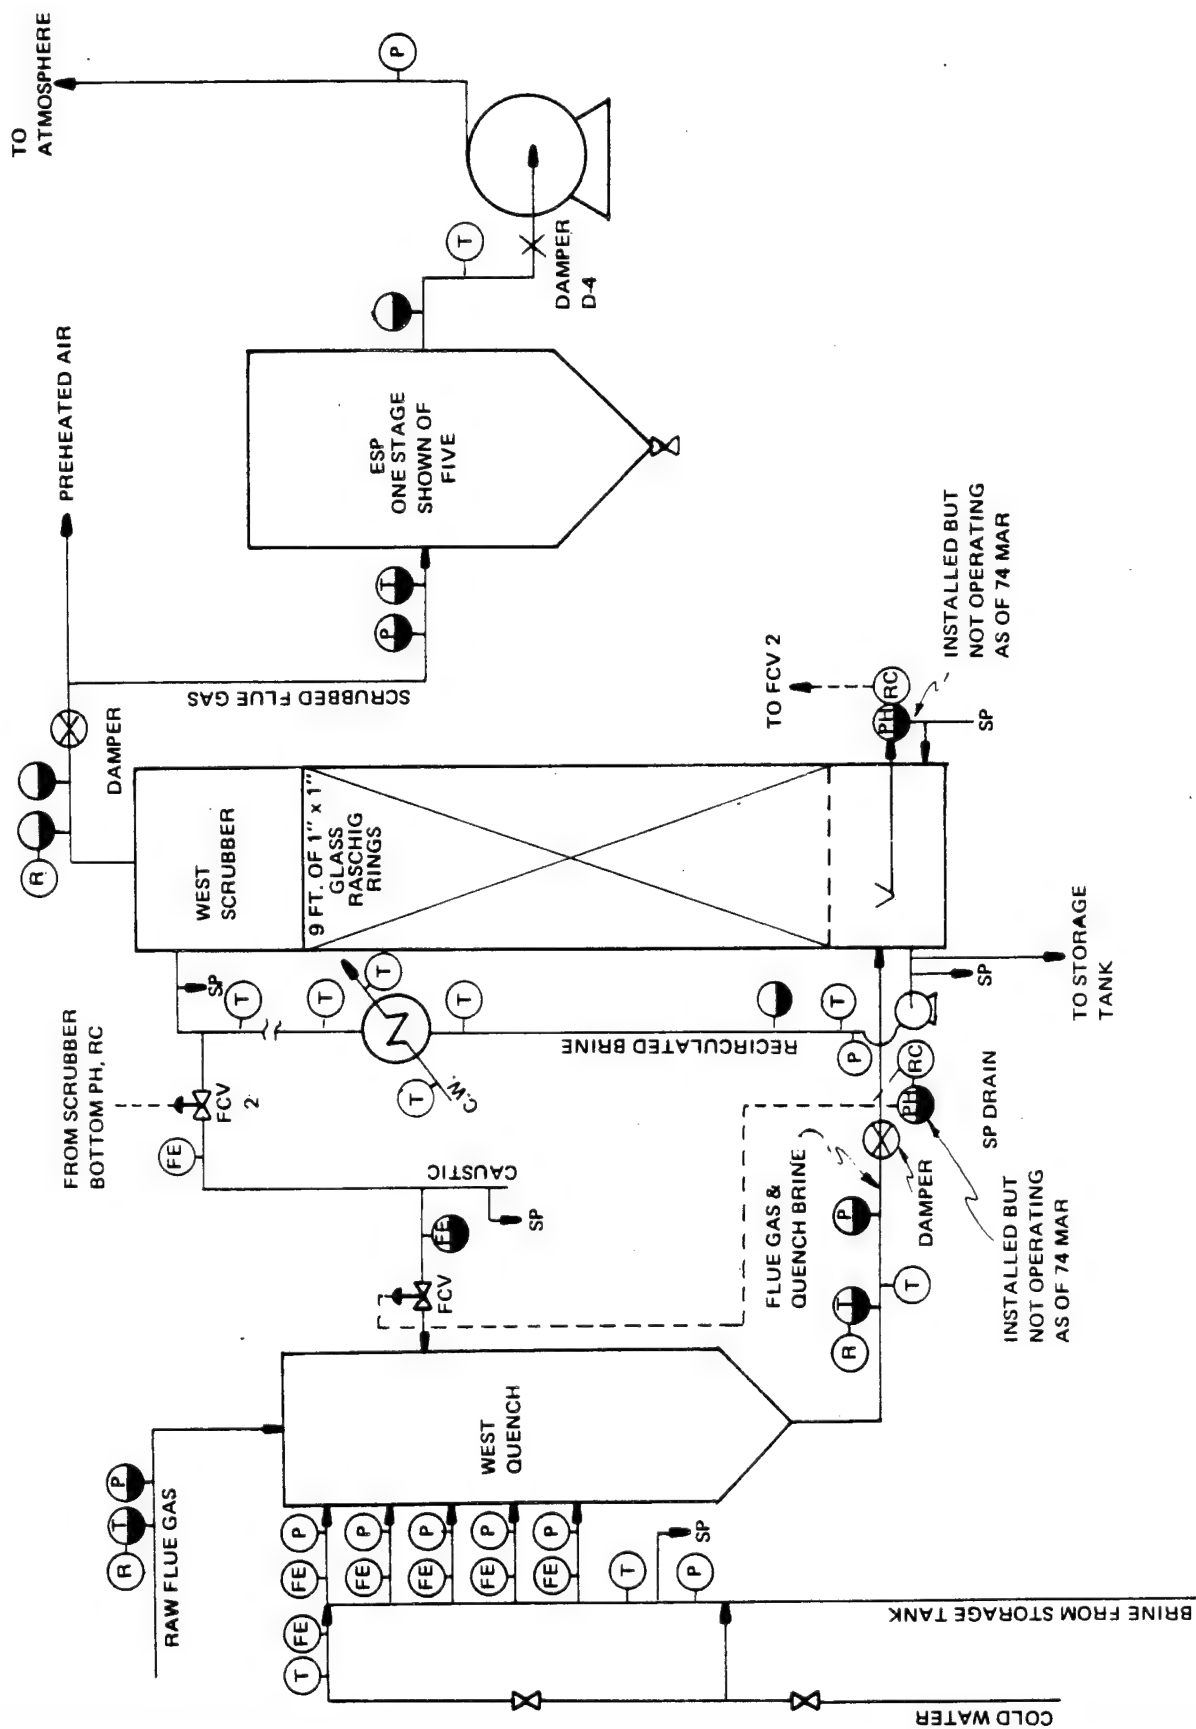 TO
ATMOSPHERE
P
PREHEATED AIR
T
DAMPER
D-4
ESP
ONE STAGE
SHOWN OF
FIVE
T
P
SCRUBBED FLUE GAS
R
DAMPER
WEST
SCRUBBER
9 FT. OF 1" x 1"
GLASS
RASCHIG
RINGS
TO FCV 2
PH
RC
SP
INSTALLED BUT
NOT OPERATING
AS OF 74 MAR
SP
TO STORAGE
TANK
FROM SCRUBBER
BOTTOM PH, RC
SP
T
T
T
T
T
C.W.
RECIRCULATED BRINE
T
P
FCV
2
FE
CAUSTIC
SP
FE
FCV
FLUE GAS &
QUENCH BRINE
P
DAMPER
RC
PH
SP DRAIN
INSTALLED BUT
NOT OPERATING
AS OF 74 MAR
T
R
T
WEST
QUENCH
P
T
R
RAW FLUE GAS
P
P
P
P
P
FE
FE
FE
FE
FE
T
SP
P
FE
T
BRINE FROM STORAGE TANK
COLD WATER